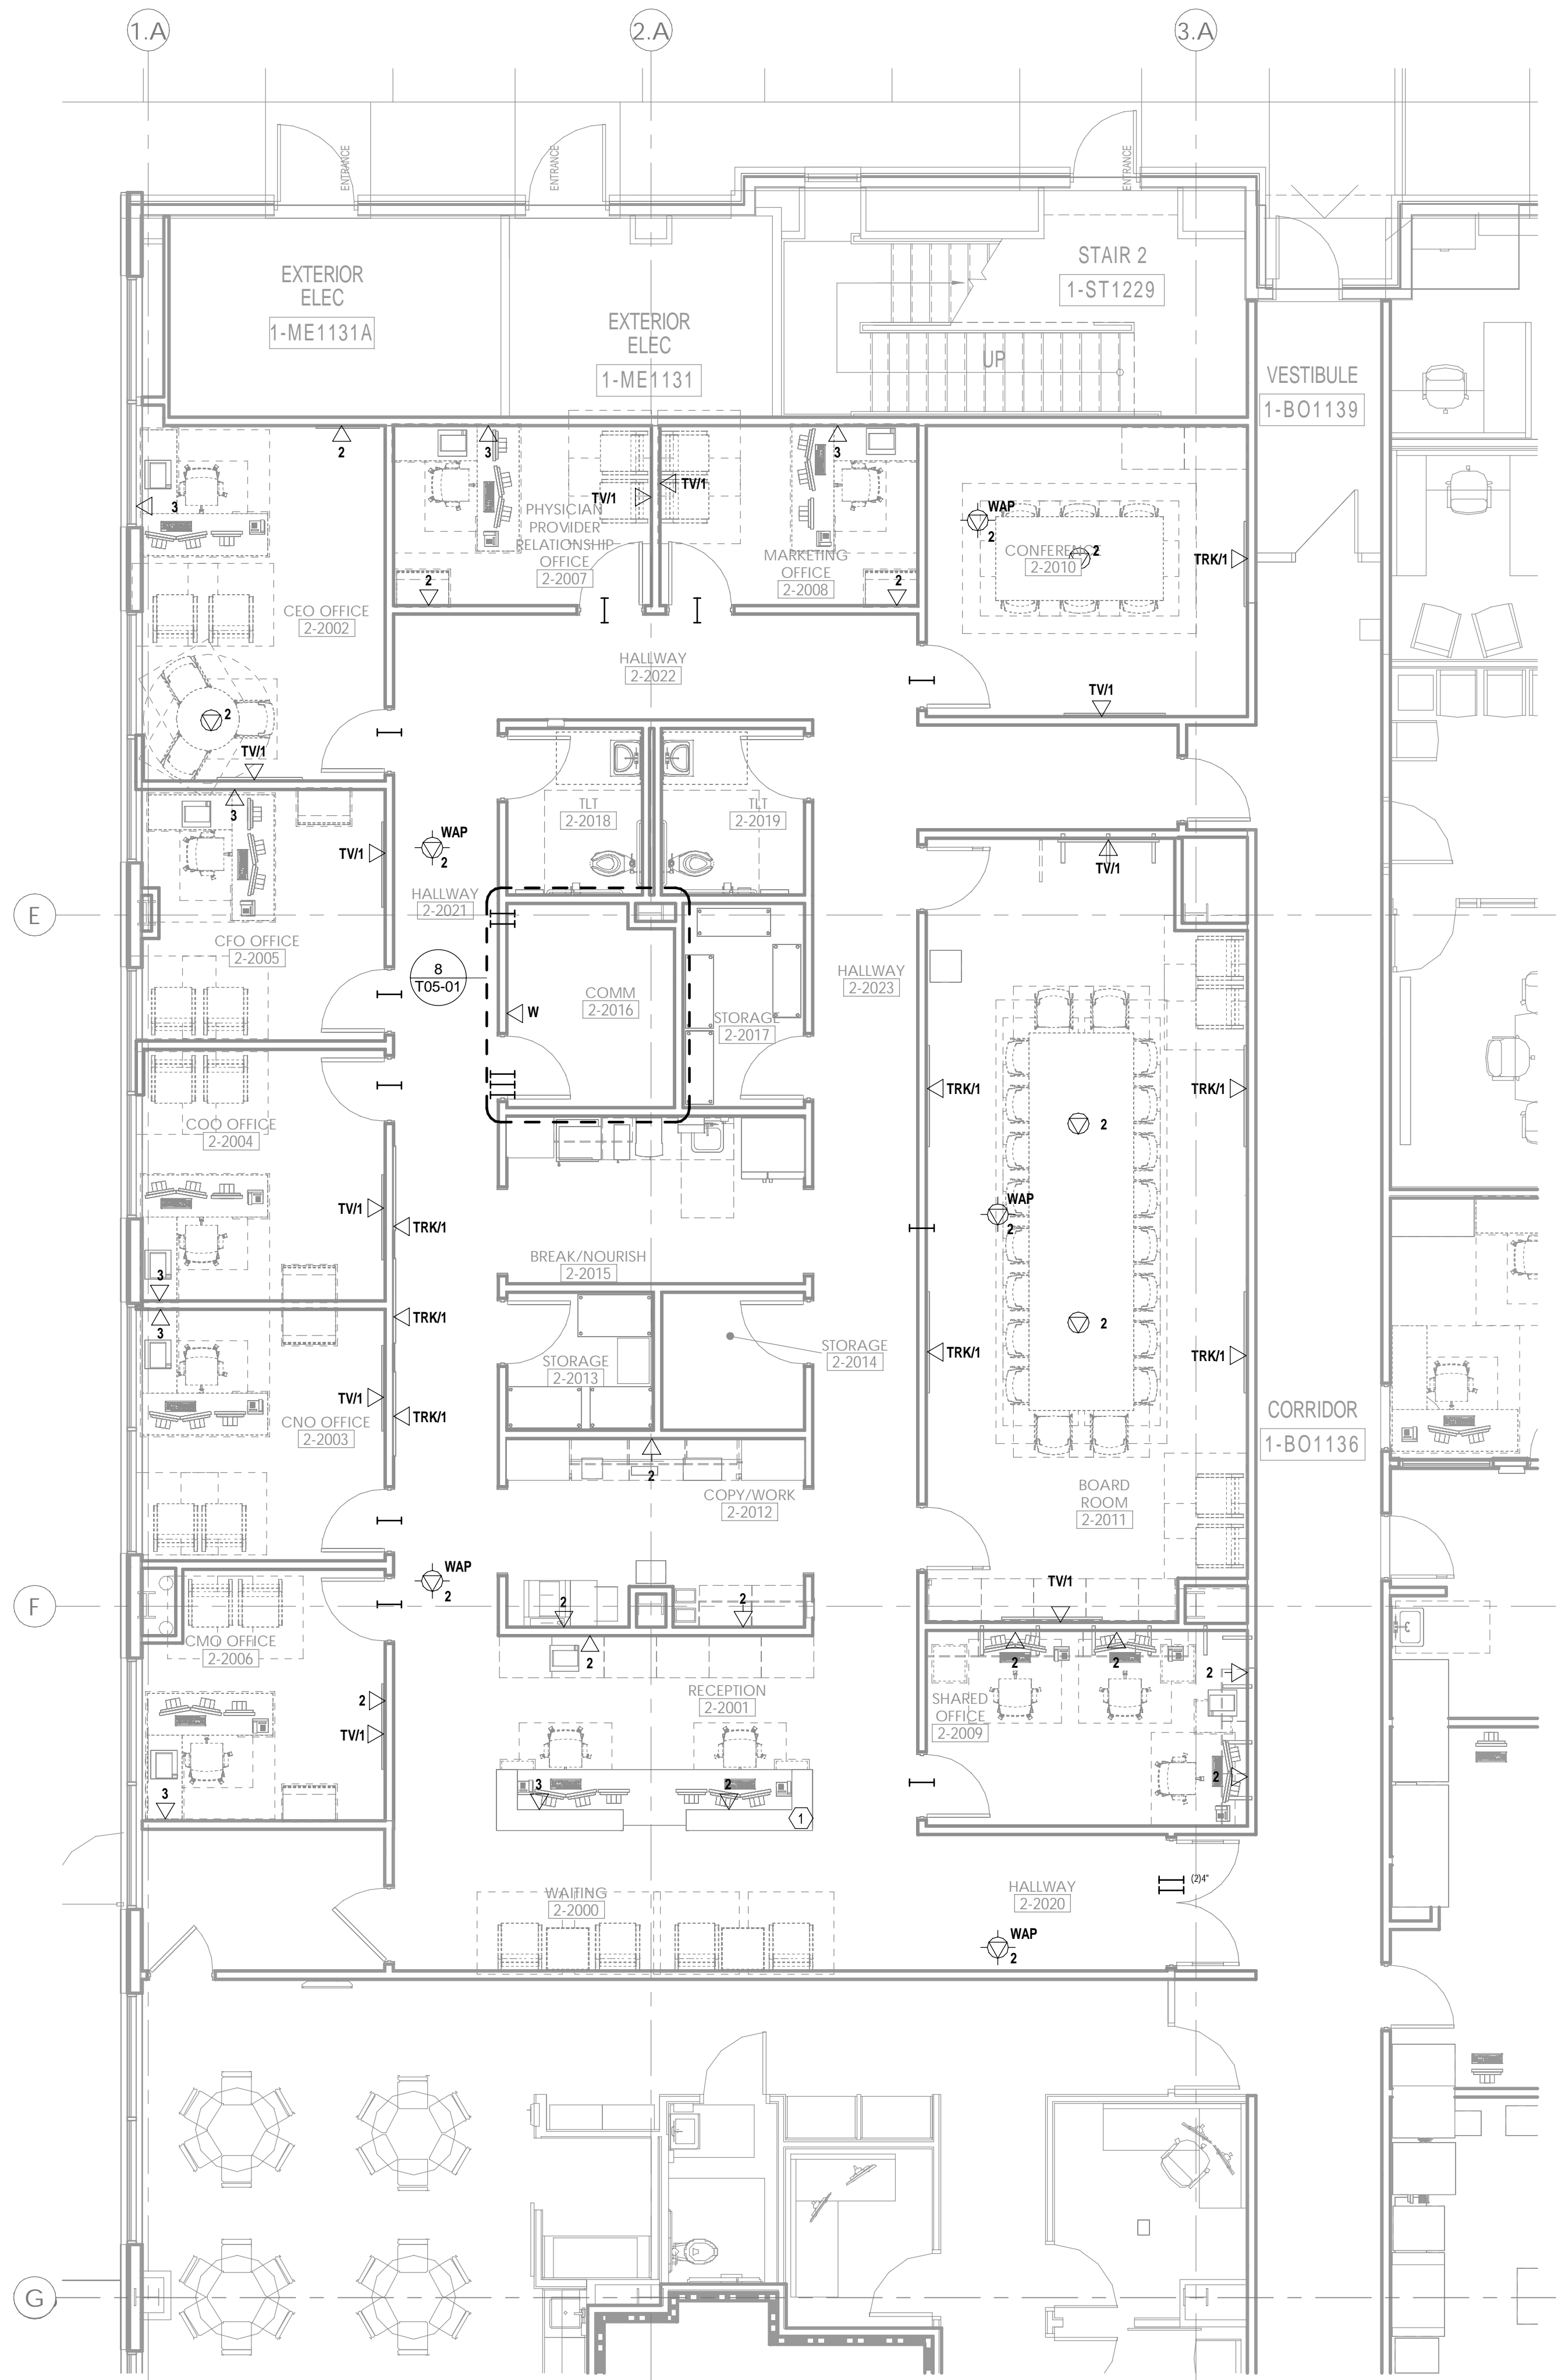 1.A
2.A
3.A
ENTRANCE
ENTRANCE
ENTRANCE
EXTERIOR
ELEC
1-ME1131A
EXTERIOR
ELEC
1-ME1131
STAIR 2
1-ST1229
UP
VESTIBULE
1-BO1139
2
3
3
TV/1
TV/1
3
PHYSICIAN
PROVIDER
RELATIONSHIP
OFFICE
2-2007
2
MARKETING
OFFICE
2-2008
2
WAP
2
CONFERENCE
2-2010
2
TRK/1
CEO OFFICE
2-2002
2
TV/1
HALLWAY
2-2022
TV/1
3
TV/1
WAP
2
TLT
2-2018
TLT
2-2019
TV/1
E
HALLWAY
2-2021
CFO OFFICE
2-2005
8
T05-01
COMM
2-2016
W
STORAGE
2-2017
HALLWAY
2-2023
COO OFFICE
2-2004
TRK/1
TRK/1
2
TV/1
TRK/1
WAP
2
BREAK/NOURISH
2-2015
3
3
TRK/1
2
STORAGE
2-2013
STORAGE
2-2014
TRK/1
TRK/1
TV/1
TRK/1
CNO OFFICE
2-2003
CORRIDOR
1-BO1136
2
COPY/WORK
2-2012
BOARD
ROOM
2-2011
WAP
2
TV/1
F
2
2
CMO OFFICE
2-2006
2
2
2
2
RECEPTION
2-2001
SHARED
OFFICE
2-2009
2
TV/1
3
3
2
1
2
HALLWAY
2-2020
(2)4"
WAITING
2-2000
WAP
2
G